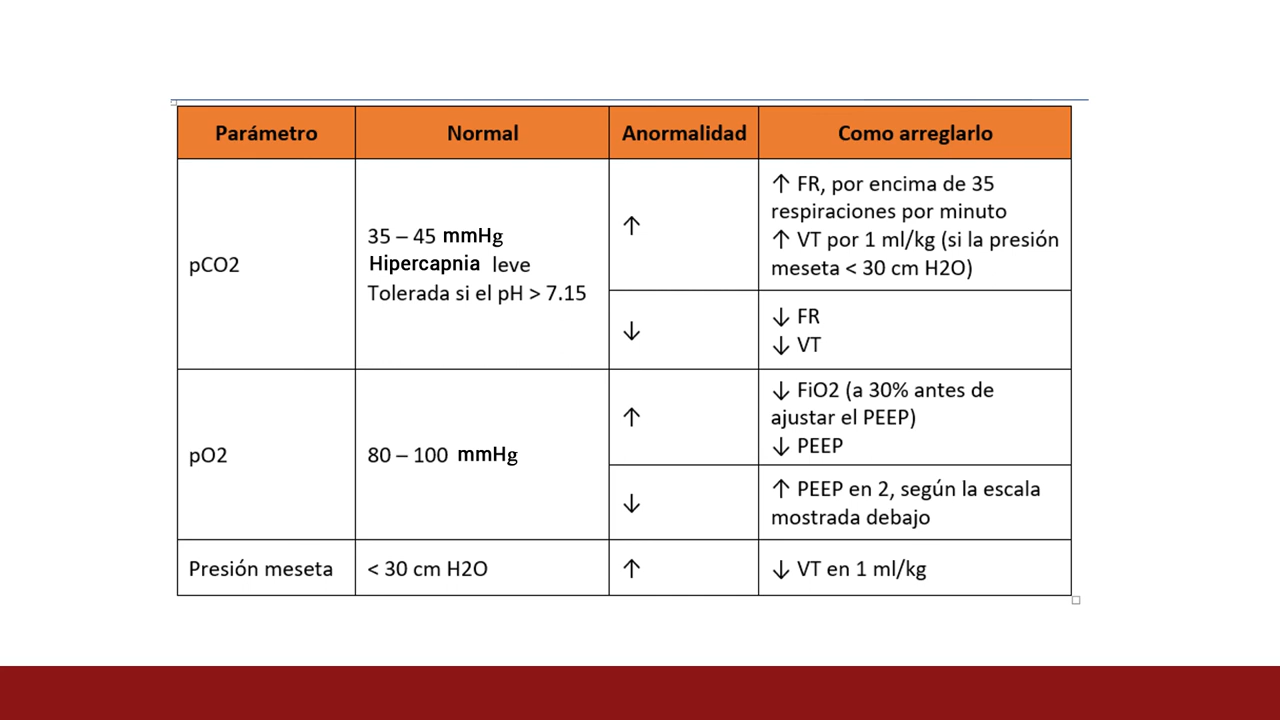 Parámetro
Normal
Anormalidad
Como arreglarlo
pCO2
35 – 45 mmHg
Hipercapnia leve
Tolerada si el pH > 7.15
↑
↑ FR, por encima de 35
respiraciones por minuto
↑ VT por 1 ml/kg (si la presión
meseta < 30 cm H2O)
↓
↓ FR
↓ VT
pO2
80 – 100 mmHg
↑
↓ FiO2 (a 30% antes de
ajustar el PEEP)
↓ PEEP
↓
↑ PEEP en 2, según la escala
mostrada debajo
Presión meseta
< 30 cm H2O
↑
↓ VT en 1 ml/kg